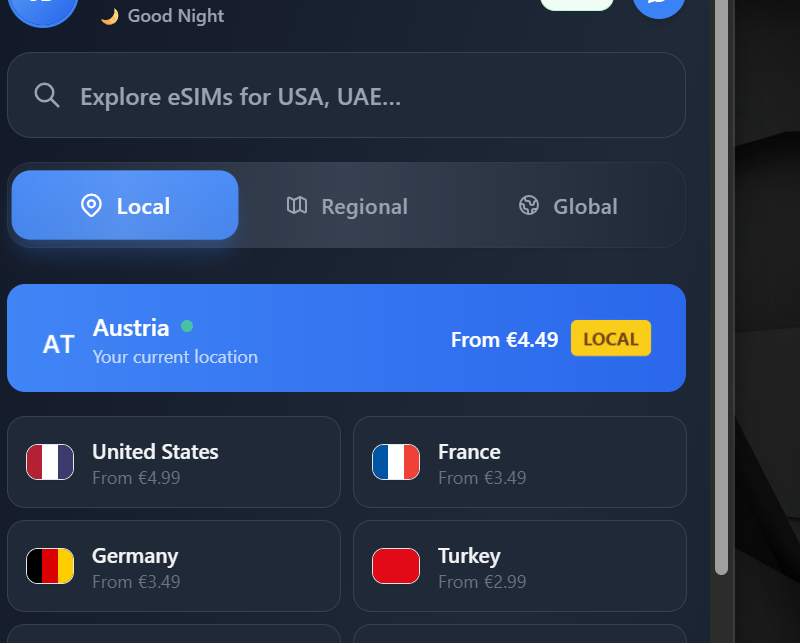 Good Night
Explore eSIMs for USA, UAE...
Local
Regional
Global
AT
Austria
Your current location
From €4.49
LOCAL
United States
From €4.99
France
From €3.49
Germany
From €3.49
Turkey
From €2.99